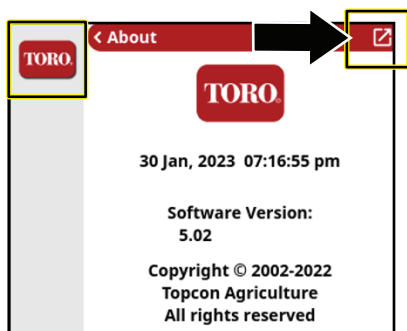 TORO.
< About
TORO.
30 Jan, 2023 07:16:55 pm
Software Version:
5.02
Copyright © 2002-2022
Topcon Agriculture
All rights reserved